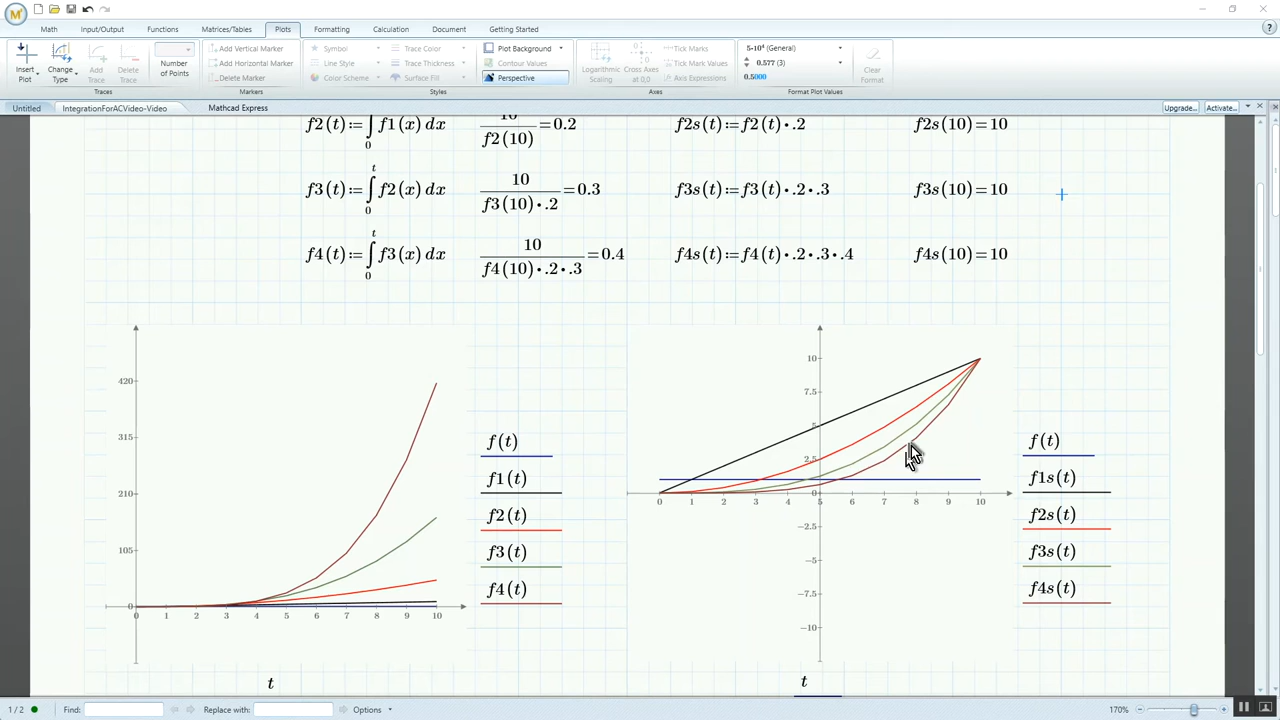 Math Input/Output Functions Matrices/Tables Plots Formatting Calculation Document Getting Started
Insert Plot
Change Type
Add Trace
Delete Trace
Traces
Number of Points
Add Vertical Marker
Add Horizontal Marker
Delete Marker
Markers
Symbol
Line Style
Color Scheme
Trace Color
Trace Thickness
Surface Fill
Styles
Plot Background
Contour Values
Perspective
Logarithmic Scaling
Cross Axes at 0,0
Tick Marks
Tick Mark Values
Axis Expressions
Axes
5·10⁴ (General)
0.577 (3)
0.5000
Format Plot Values
Clear Format
Untitled IntegrationForACVideo-Video Mathcad Express Upgrade... Activate...
f2(t):=∫₀ f1(x) dx 10/f2(10)=0.2 f2s(t):=f2(t)·.2 f2s(10)=10
f3(t):=∫₀ᵗ f2(x) dx 10/(f3(10)·.2)=0.3 f3s(t):=f3(t)·.2·.3 f3s(10)=10
f4(t):=∫₀ᵗ f3(x) dx 10/(f4(10)·.2·.3)=0.4 f4s(t):=f4(t)·.2·.3·.4 f4s(10)=10
420
315
210
105
0
0 1 2 3 4 5 6 7 8 9 10
t
f(t)
f1(t)
f2(t)
f3(t)
f4(t)
10
7.5
5
2.5
0
−2.5
−5
−7.5
−10
0 1 2 3 4 5 6 7 8 9 10
t
f(t)
f1s(t)
f2s(t)
f3s(t)
f4s(t)
1 / 2 Find: Replace with: Options 170%